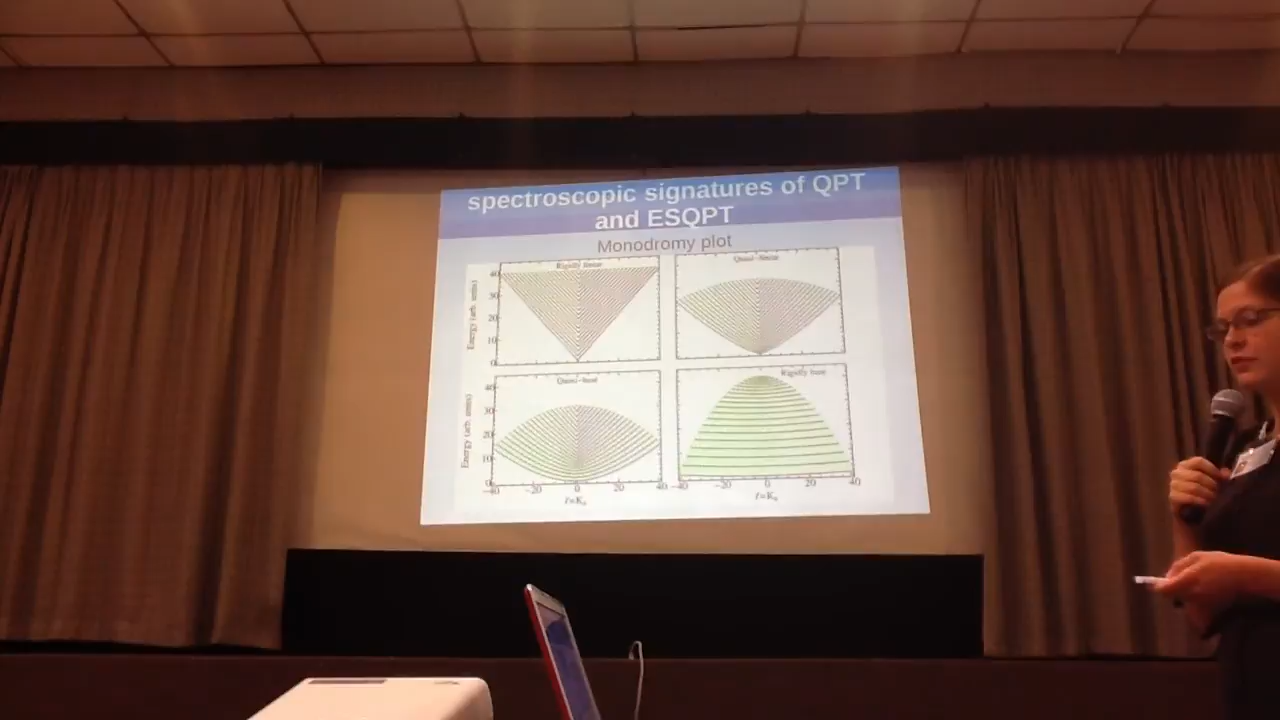 spectroscopic signatures of QPT
and ESQPT
Monodromy plot
Rigidly linear
Quasi-linear
Energy (arb. units)
40
30
20
10
0
Quasi-bent
Rigidly bent
Energy (arb. units)
40
30
20
10
0
-40 -20 0 20 40 -40 -20 0 20 40